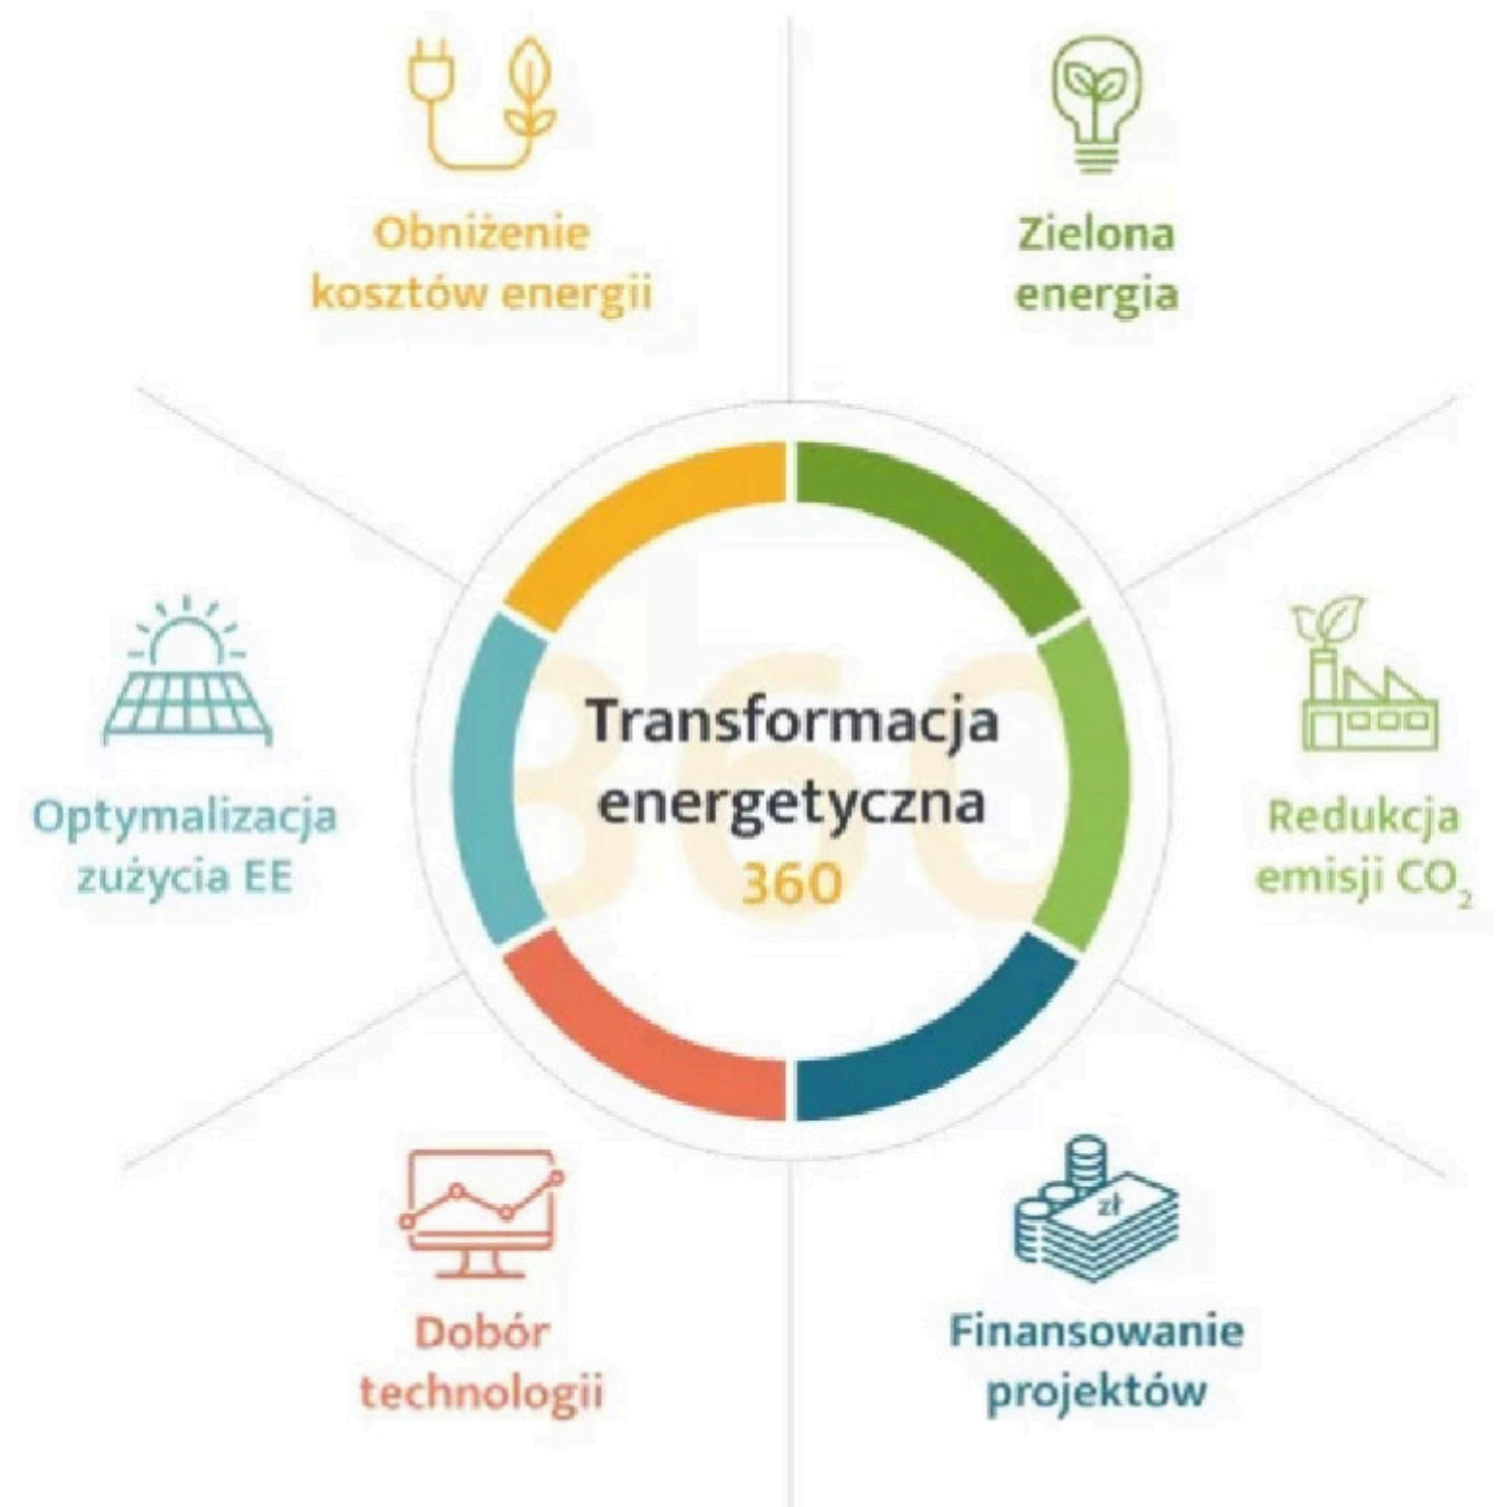 Obniżenie
kosztów energii
Zielona
energia
Optymalizacja
zużycia EE
360
Transformacja
energetyczna
360
Redukcja
emisji CO₂
zł
Dobór
technologii
Finansowanie
projektów